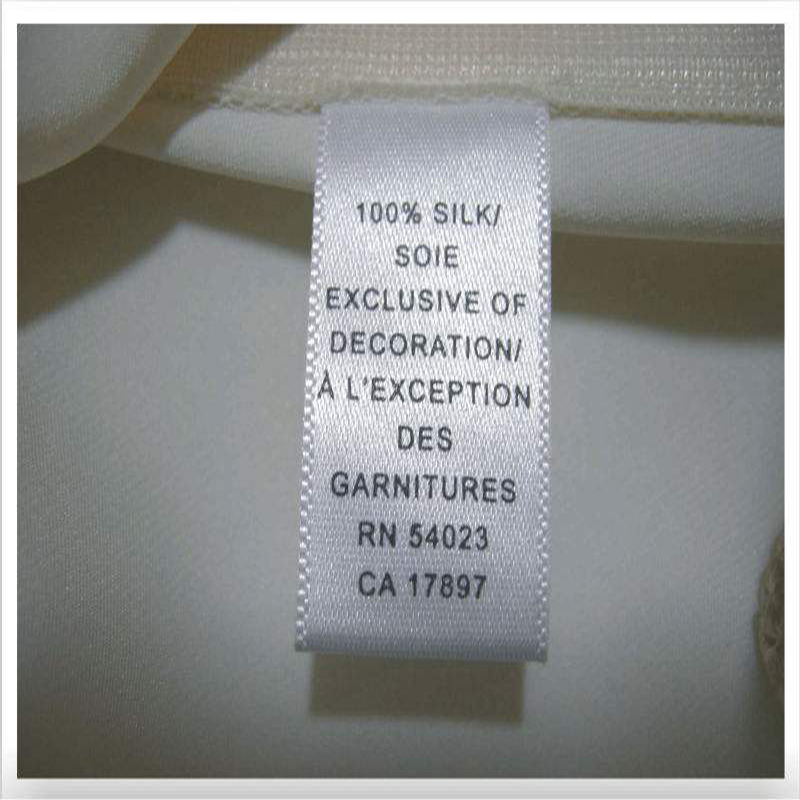 100% SILK/
SOIE
EXCLUSIVE OF
DECORATION/
À L'EXCEPTION
DES
GARNITURES
RN 54023
CA 17897